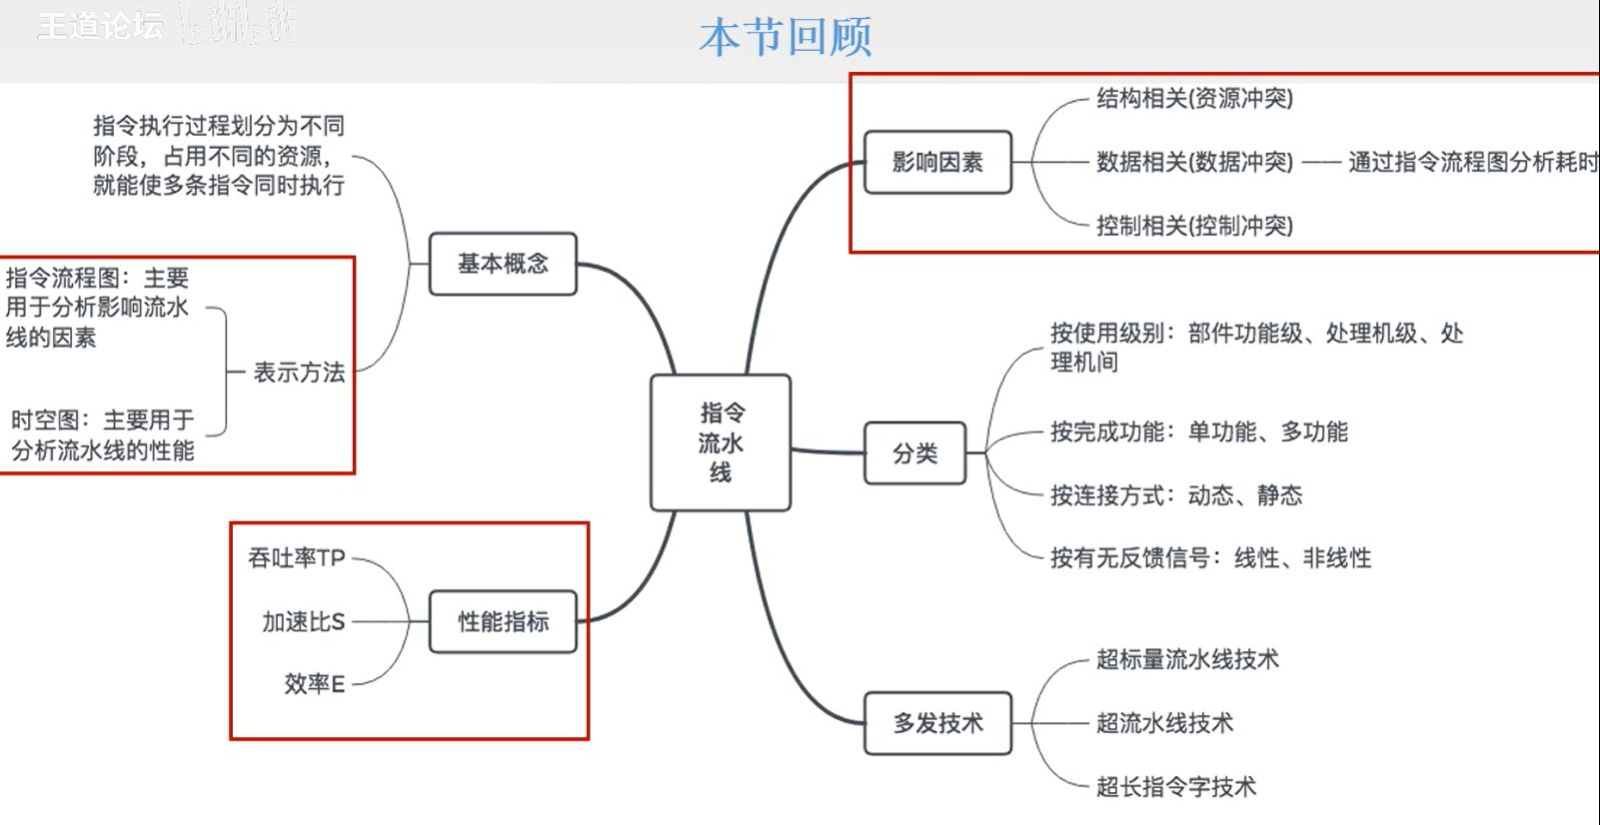 王道论坛 bilibili
本节回顾
指令执行过程划分为不同
阶段，占用不同的资源，
就能使多条指令同时执行
基本概念
指令流程图：主要
用于分析影响流水
线的因素
表示方法
时空图：主要用于
分析流水线的性能
吞吐率TP
加速比S
效率E
性能指标
指令
流水
线
影响因素
结构相关(资源冲突)
数据相关(数据冲突)
通过指令流程图分析耗时
控制相关(控制冲突)
分类
按使用级别：部件功能级、处理机级、处
理机间
按完成功能：单功能、多功能
按连接方式：动态、静态
按有无反馈信号：线性、非线性
多发技术
超标量流水线技术
超流水线技术
超长指令字技术